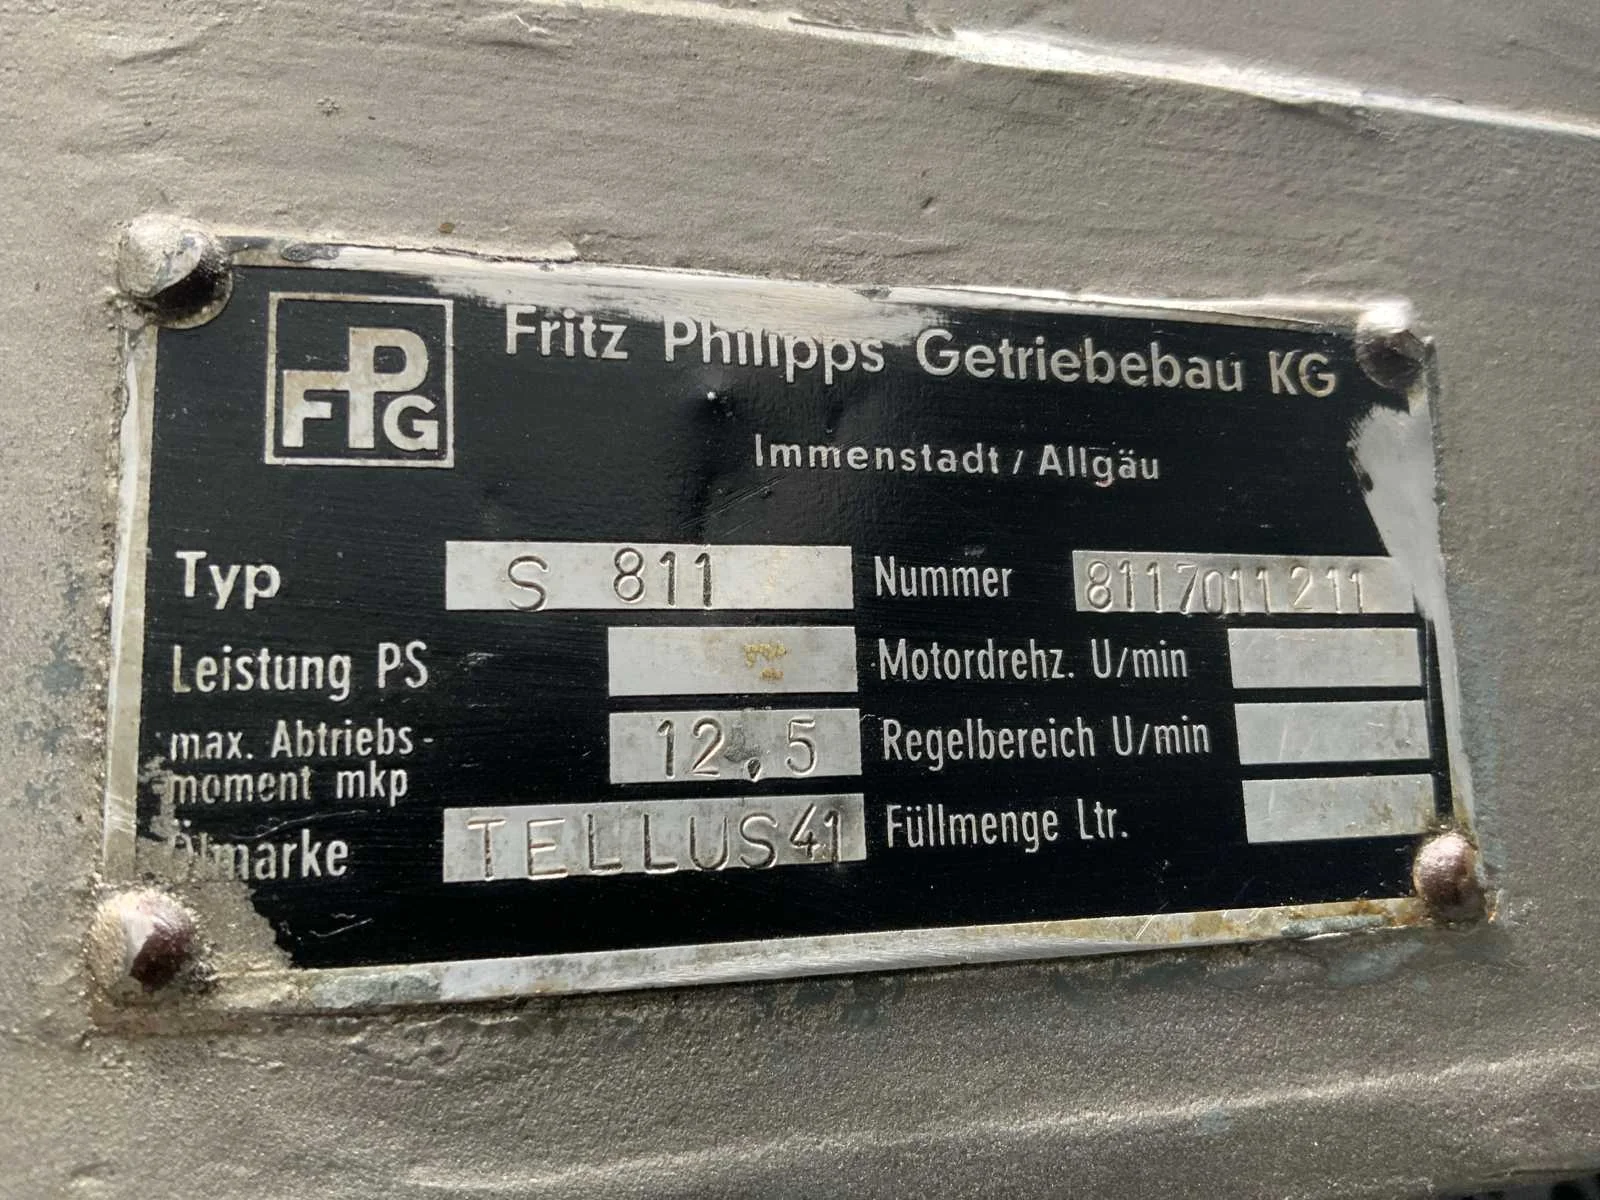 FPG
Fritz Philipps Getriebebau KG
Immenstadt / Allgäu
Typ S 811 Nummer 8117011211
Leistung PS Motordrehz. U/min
max. Abtriebs-
moment mkp 12,5 Regelbereich U/min
Ölmarke TELLUS41 Füllmenge Ltr.